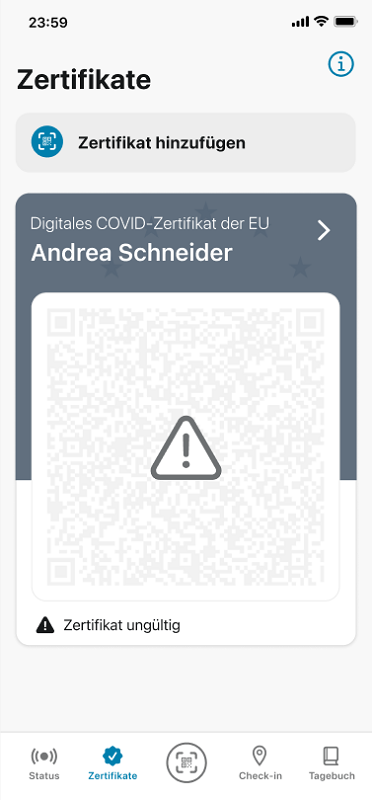 23:59
Zertifikate
Zertifikat hinzufügen
Digitales COVID-Zertifikat der EU
Andrea Schneider
Zertifikat ungültig
Status
Zertifikate
Check-in
Tagebuch